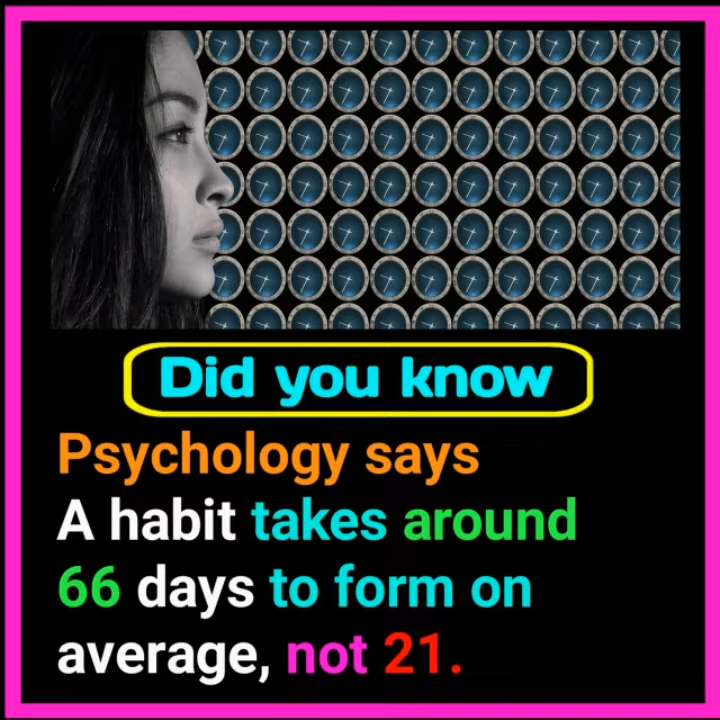 Did you know
Psychology says
A habit takes around
66 days to form on
average, not 21.